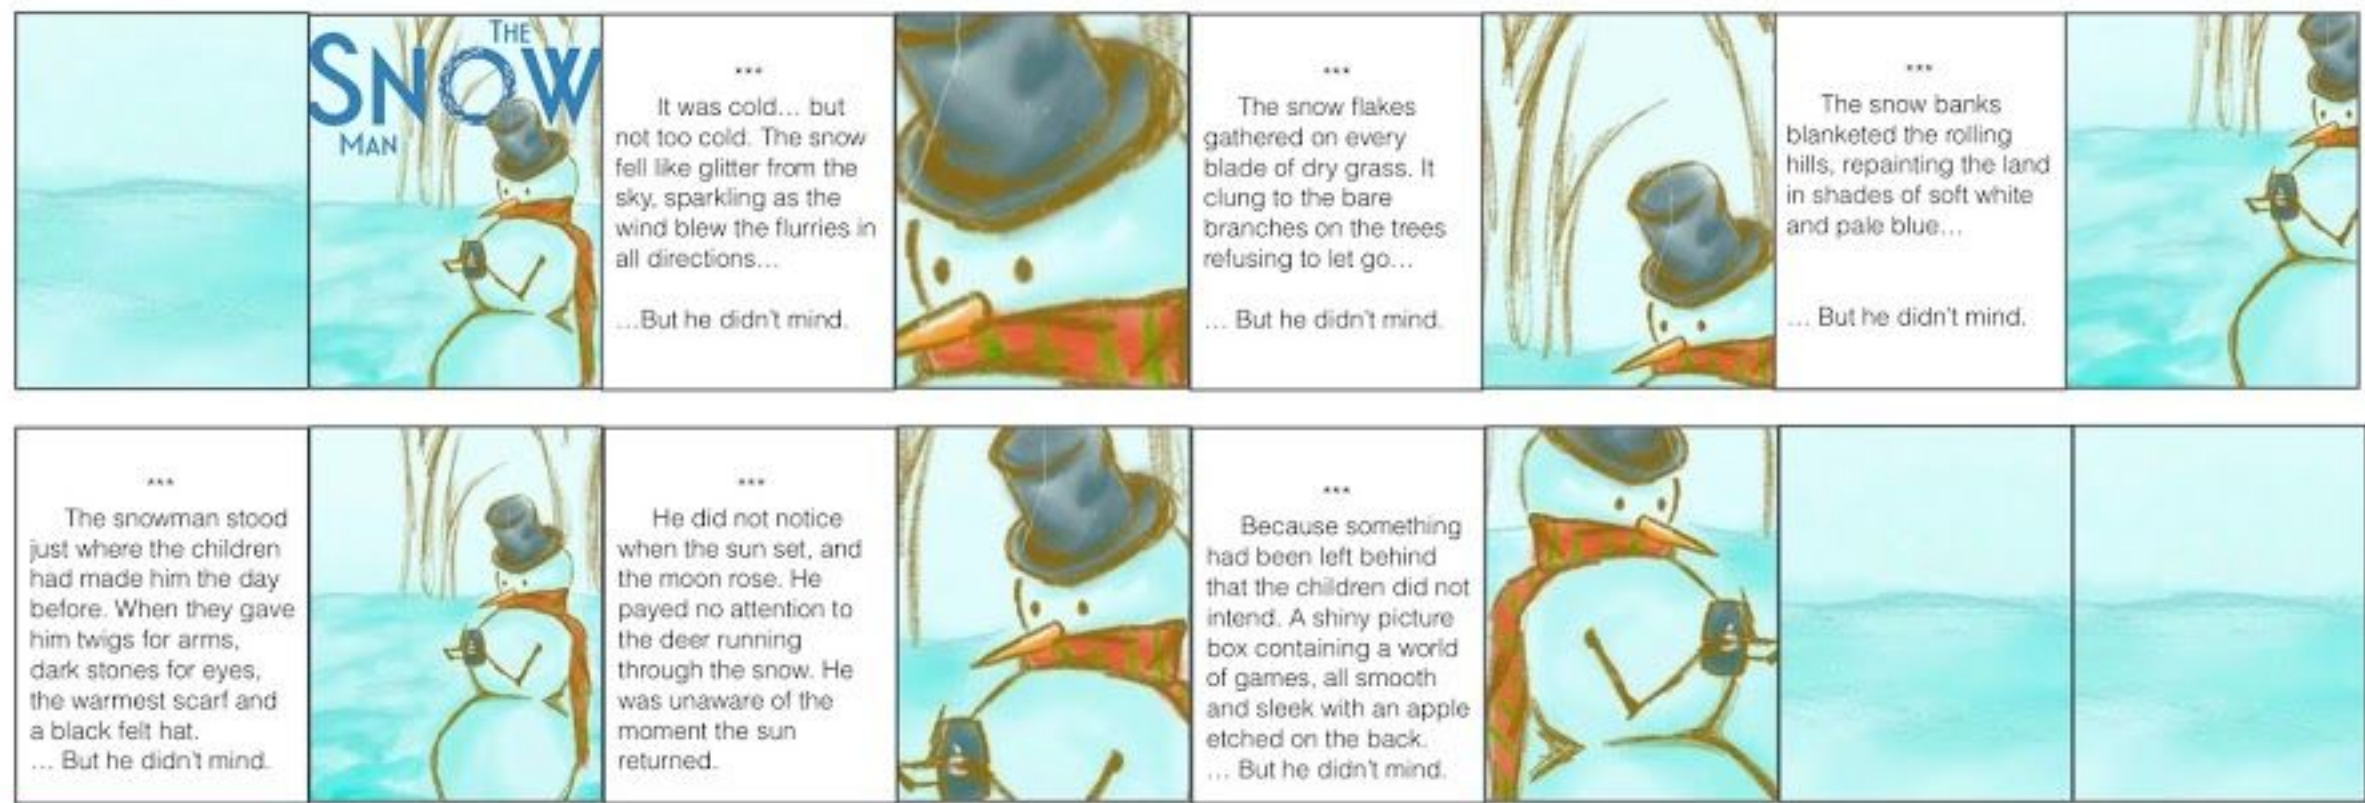 THE
SNOW
MAN
***
It was cold... but
not too cold. The snow
fell like glitter from the
sky, sparkling as the
wind blew the flurries in
all directions...
...But he didn't mind.
***
The snow flakes
gathered on every
blade of dry grass. It
clung to the bare
branches on the trees
refusing to let go...
... But he didn't mind.
***
The snow banks
blanketed the rolling
hills, repainting the land
in shades of soft white
and pale blue...
... But he didn't mind.
***
The snowman stood
just where the children
had made him the day
before. When they gave
him twigs for arms,
dark stones for eyes,
the warmest scarf and
a black felt hat.
... But he didn't mind.
***
He did not notice
when the sun set, and
the moon rose. He
payed no attention to
the deer running
through the snow. He
was unaware of the
moment the sun
returned.
***
Because something
had been left behind
that the children did not
intend. A shiny picture
box containing a world
of games, all smooth
and sleek with an apple
etched on the back.
... But he didn't mind.